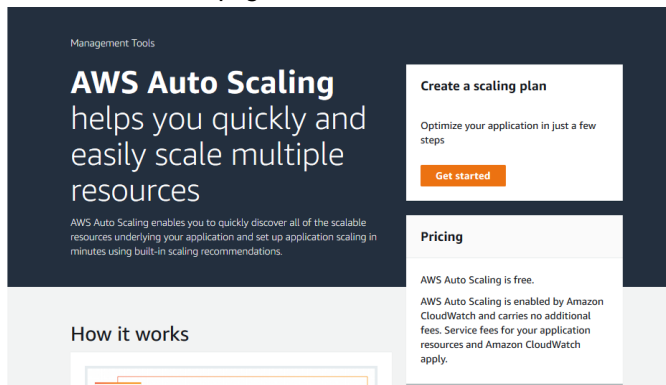 Management Tools
AWS Auto Scaling
helps you quickly and
easily scale multiple
resources
AWS Auto Scaling enables you to quickly discover all of the scalable
resources underlying your application and set up application scaling in
minutes using built-in scaling recommendations.
Create a scaling plan
Optimize your application in just a few
steps
Get started
Pricing
AWS Auto Scaling is free.
AWS Auto Scaling is enabled by Amazon
CloudWatch and carries no additional
fees. Service fees for your application
resources and Amazon CloudWatch
apply.
How it works